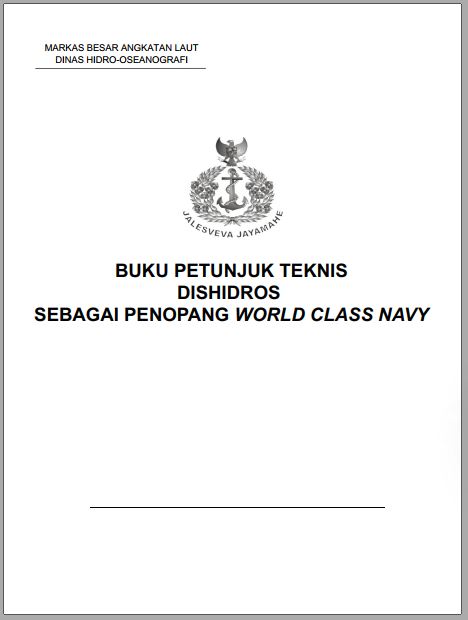 MARKAS BESAR ANGKATAN LAUT
DINAS HIDRO-OSEANOGRAFI
JALESVEVA JAYAMAHE
BUKU PETUNJUK TEKNIS
DISHIDROS
SEBAGAI PENOPANG WORLD CLASS NAVY